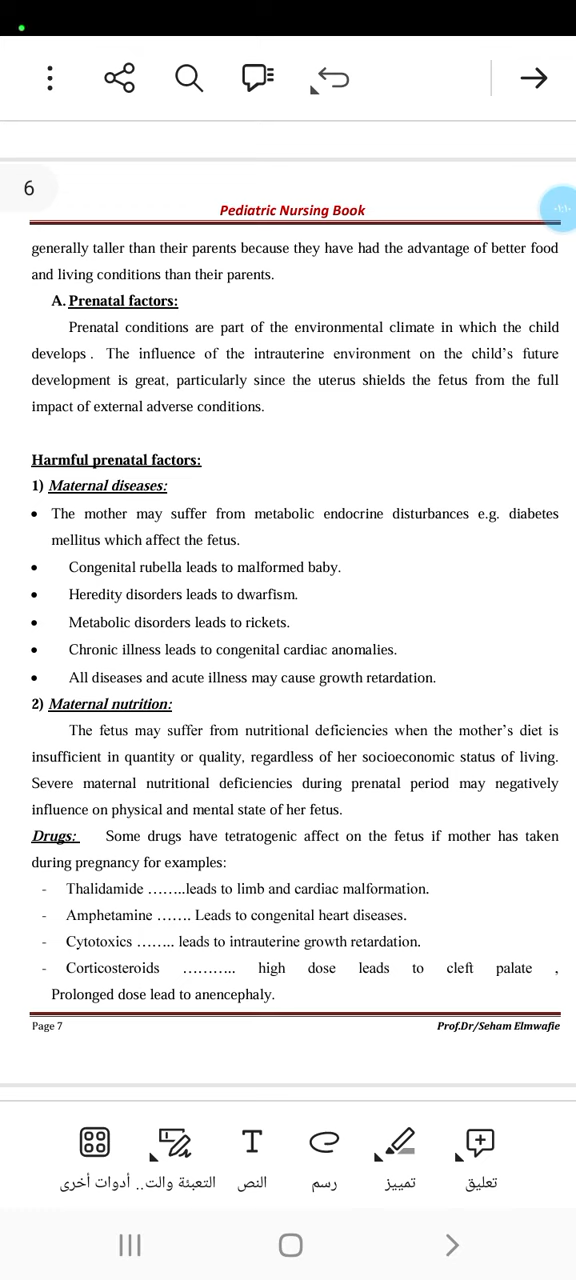 6
Pediatric Nursing Book
generally taller than their parents because they have had the advantage of better food
and living conditions than their parents.
A. Prenatal factors:
Prenatal conditions are part of the environmental climate in which the child
develops . The influence of the intrauterine environment on the child's future
development is great, particularly since the uterus shields the fetus from the full
impact of external adverse conditions.
Harmful prenatal factors:
1) Maternal diseases:
• The mother may suffer from metabolic endocrine disturbances e.g. diabetes
mellitus which affect the fetus.
• Congenital rubella leads to malformed baby.
• Heredity disorders leads to dwarfism.
• Metabolic disorders leads to rickets.
• Chronic illness leads to congenital cardiac anomalies.
• All diseases and acute illness may cause growth retardation.
2) Maternal nutrition:
The fetus may suffer from nutritional deficiencies when the mother's diet is
insufficient in quantity or quality, regardless of her socioeconomic status of living.
Severe maternal nutritional deficiencies during prenatal period may negatively
influence on physical and mental state of her fetus.
Drugs: Some drugs have tetratogenic affect on the fetus if mother has taken
during pregnancy for examples:
- Thalidamide ……..leads to limb and cardiac malformation.
- Amphetamine ……. Leads to congenital heart diseases.
- Cytotoxics …….. leads to intrauterine growth retardation.
- Corticosteroids ……….. high dose leads to cleft palate ,
Prolonged dose lead to anencephaly.
Page 7 Prof.Dr/Seham Elmwafie
تعليق تمييز رسم النص التعبئة والت.. أدوات أخرى